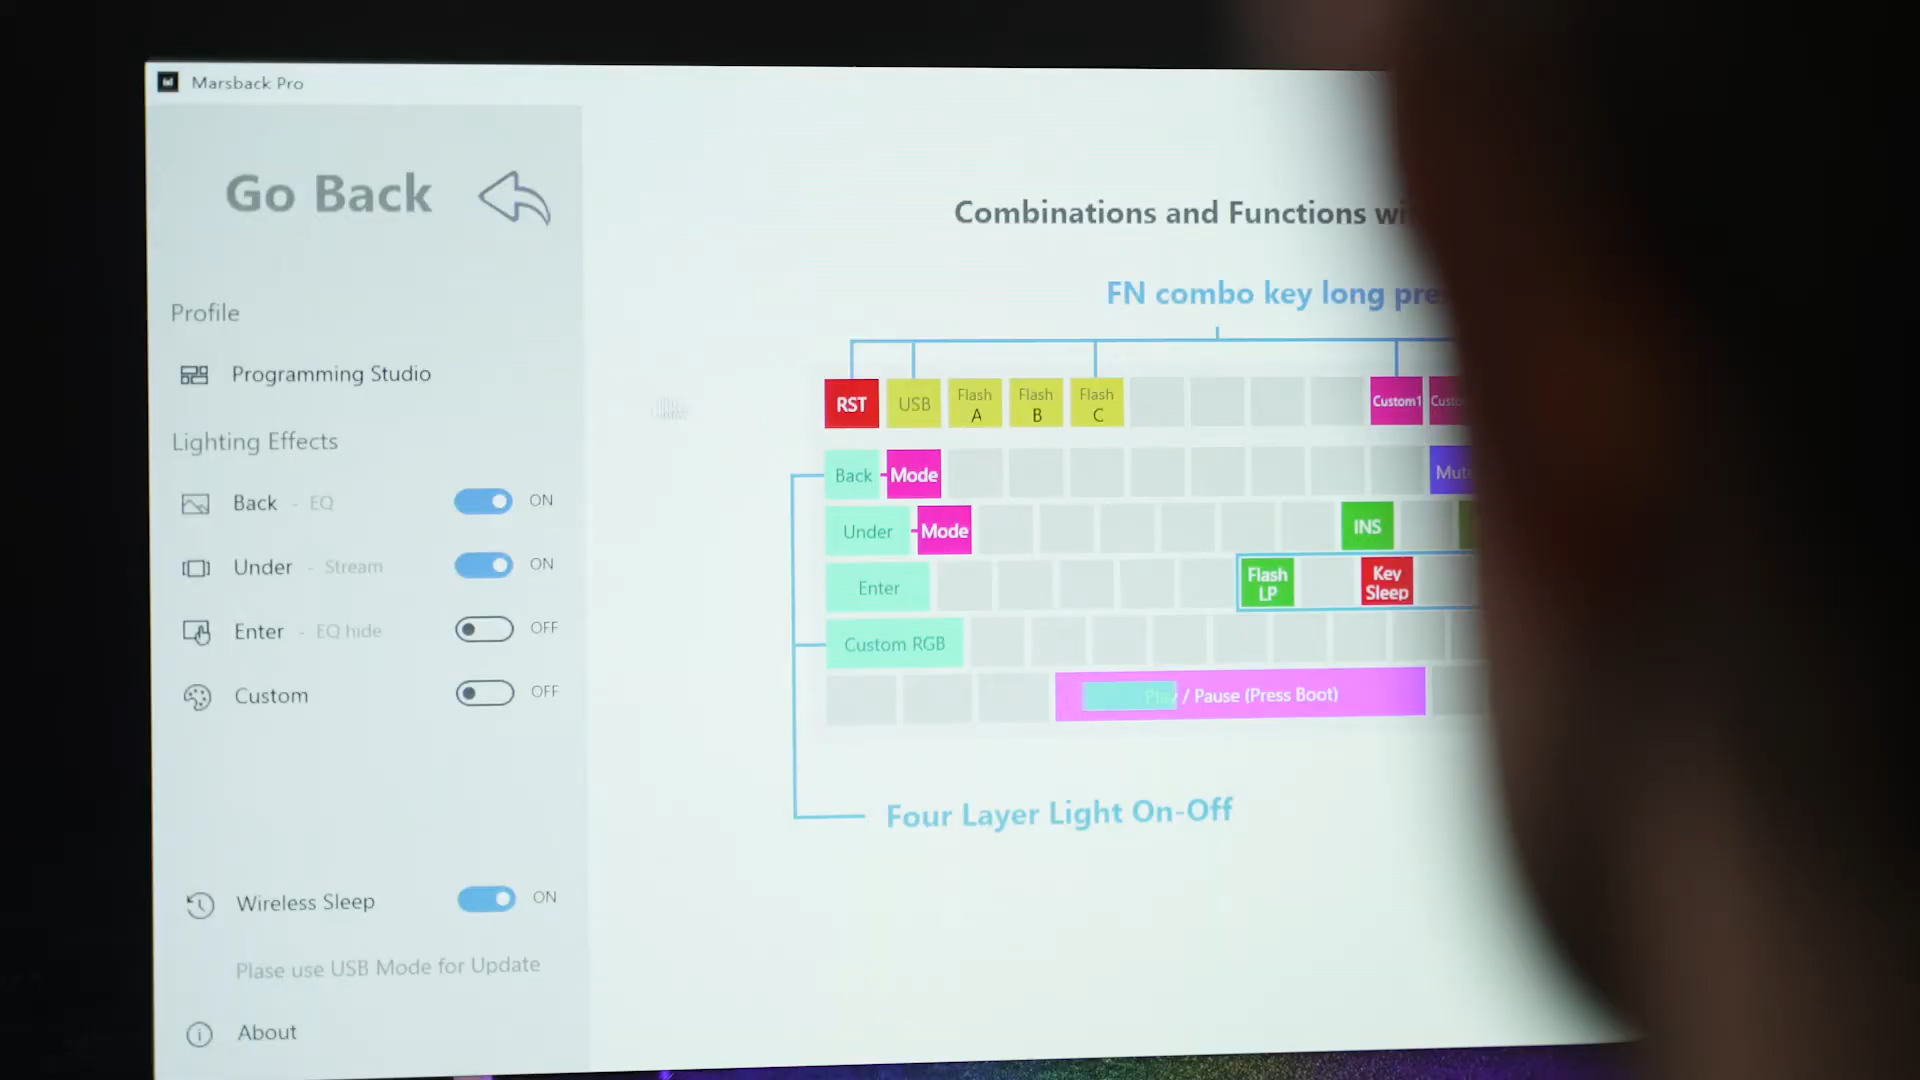 Marsback Pro
Go Back
Profile
Programming Studio
Lighting Effects
Back - EQ ON
Under - Stream ON
Enter - EQ hide OFF
Custom OFF
Wireless Sleep ON
Plase use USB Mode for Update
About
Combinations and Functions
FN combo key long
RST USB Flash A Flash B Flash C Custom1
Back Mode
Under Mode INS
Enter Flash LP Key Sleep
Custom RGB
Play / Pause (Press Boot)
Four Layer Light On-Off